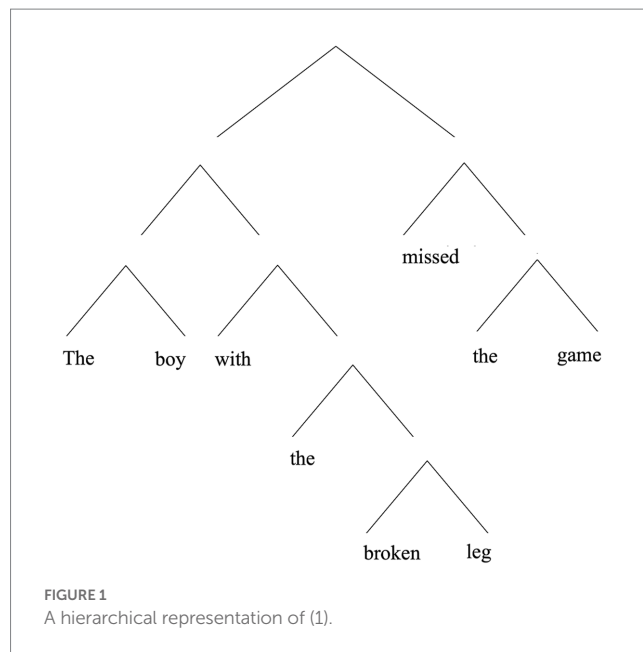 missed
The boy with the game
the
broken leg
FIGURE 1
A hierarchical representation of (1).